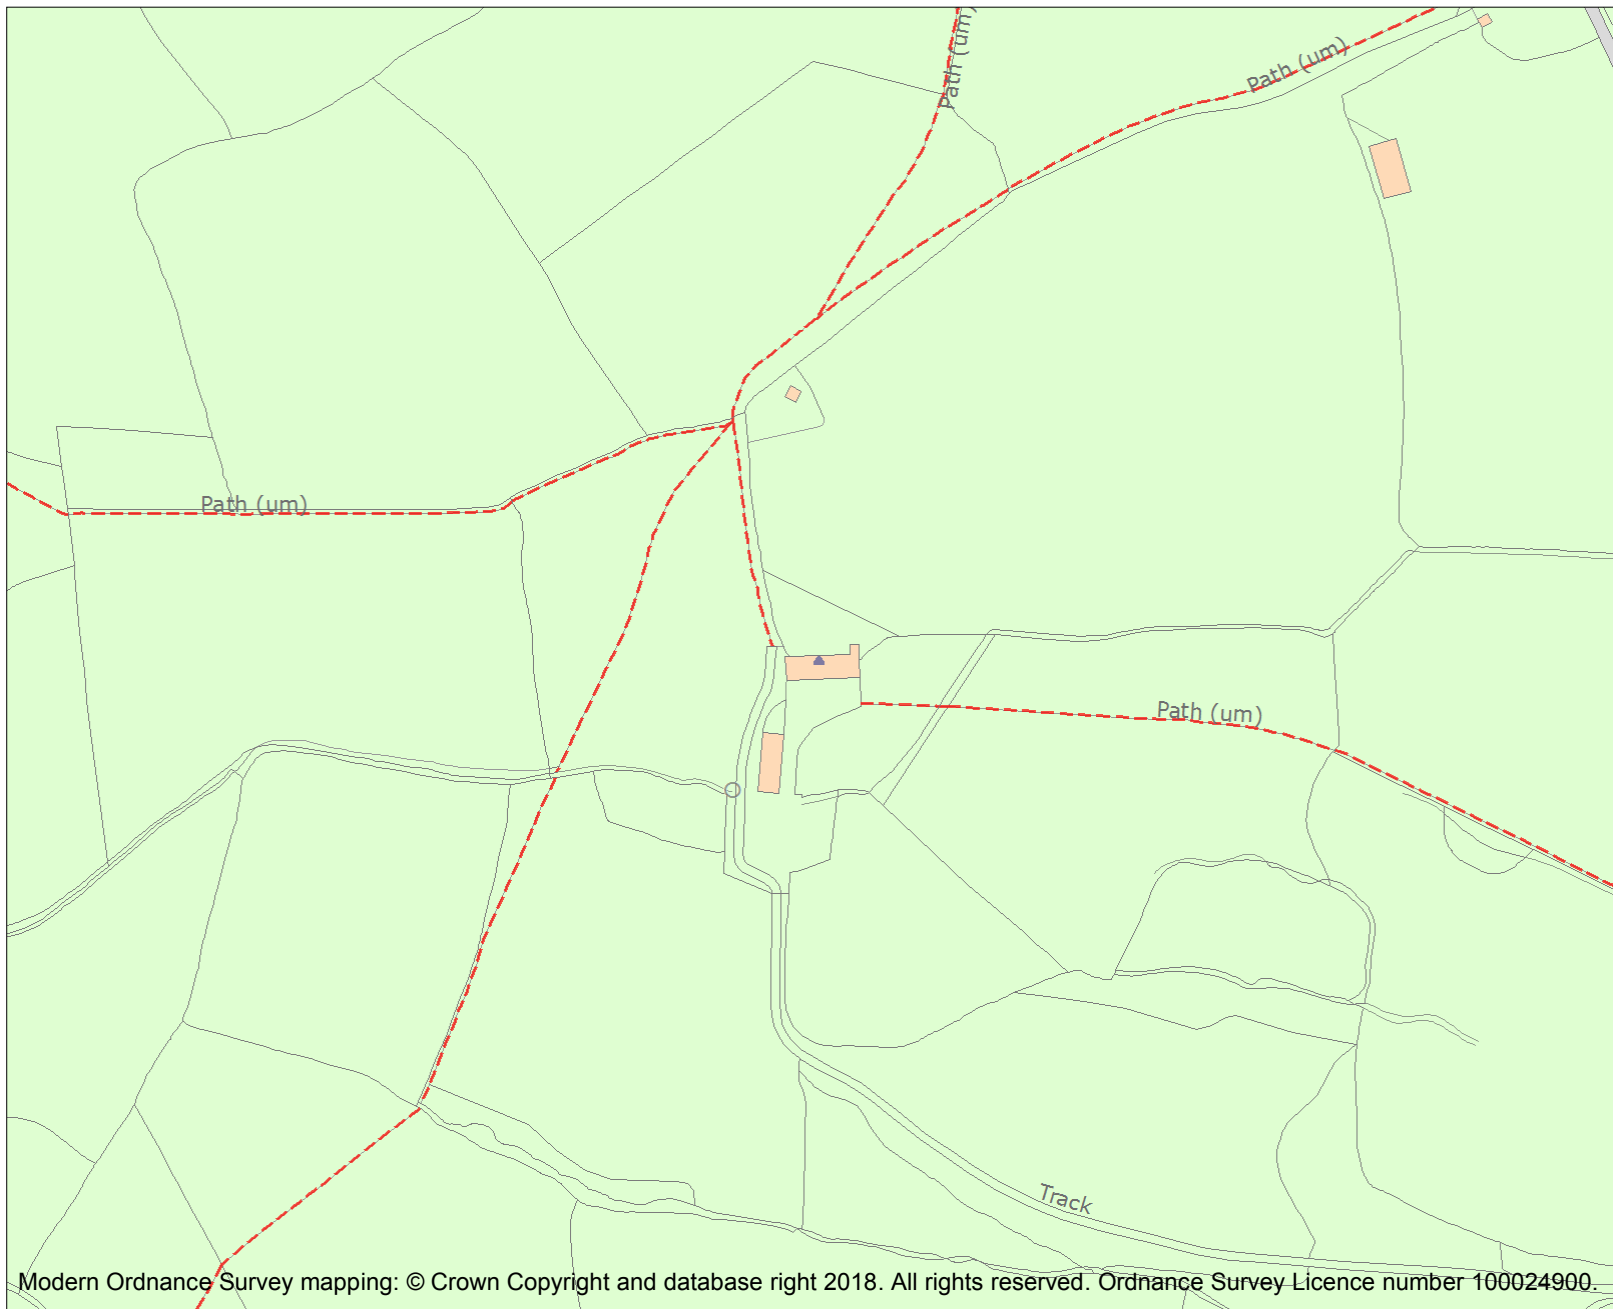 Path (um)
Path (um)
Path (um)
Path (um)
Track
Modern Ordnance Survey mapping: © Crown Copyright and database right 2018. All rights reserved. Ordnance Survey Licence number 100024900.